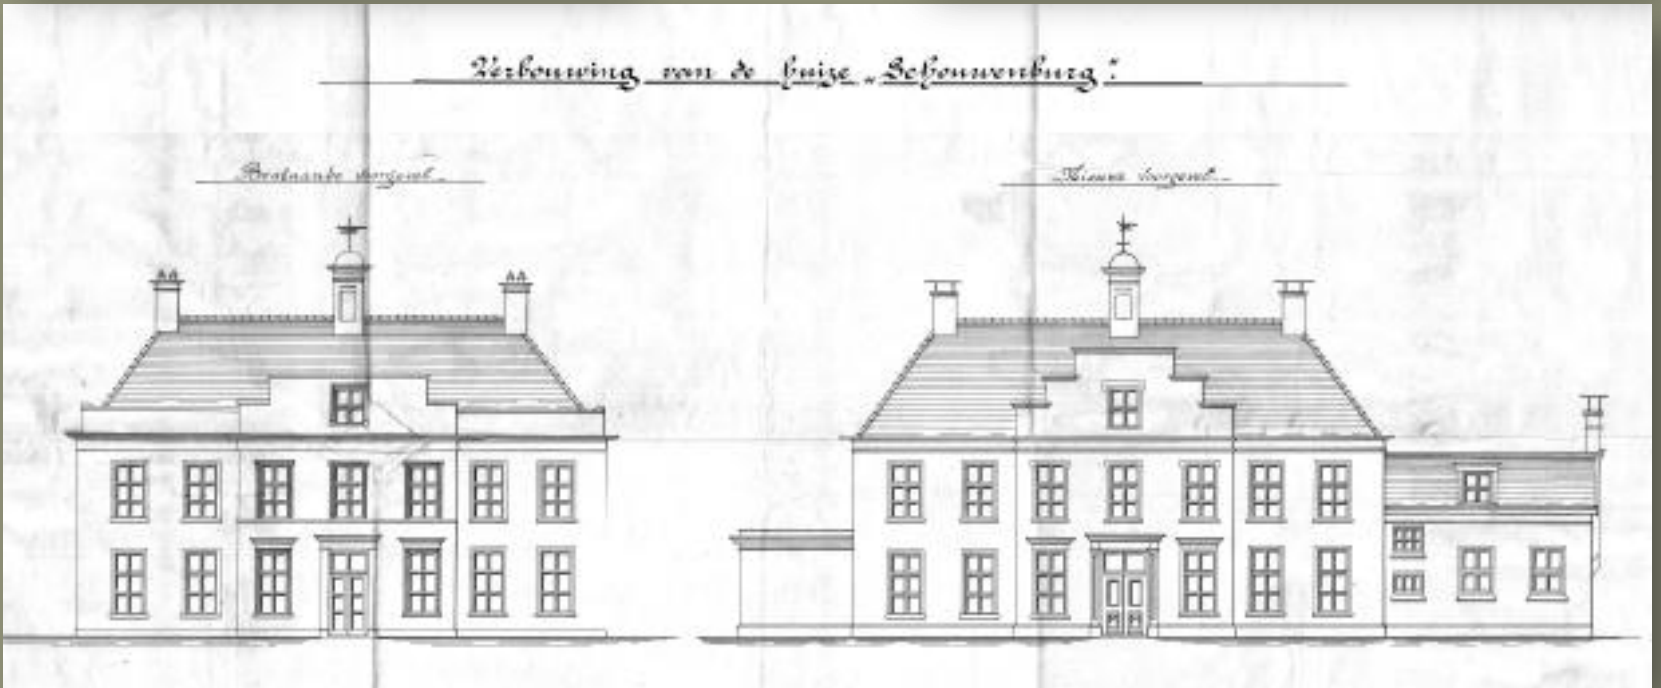 Verbouwing van de huize „Schouwenburg".
Bestaande voorgevel.
Nieuwe voorgevel.